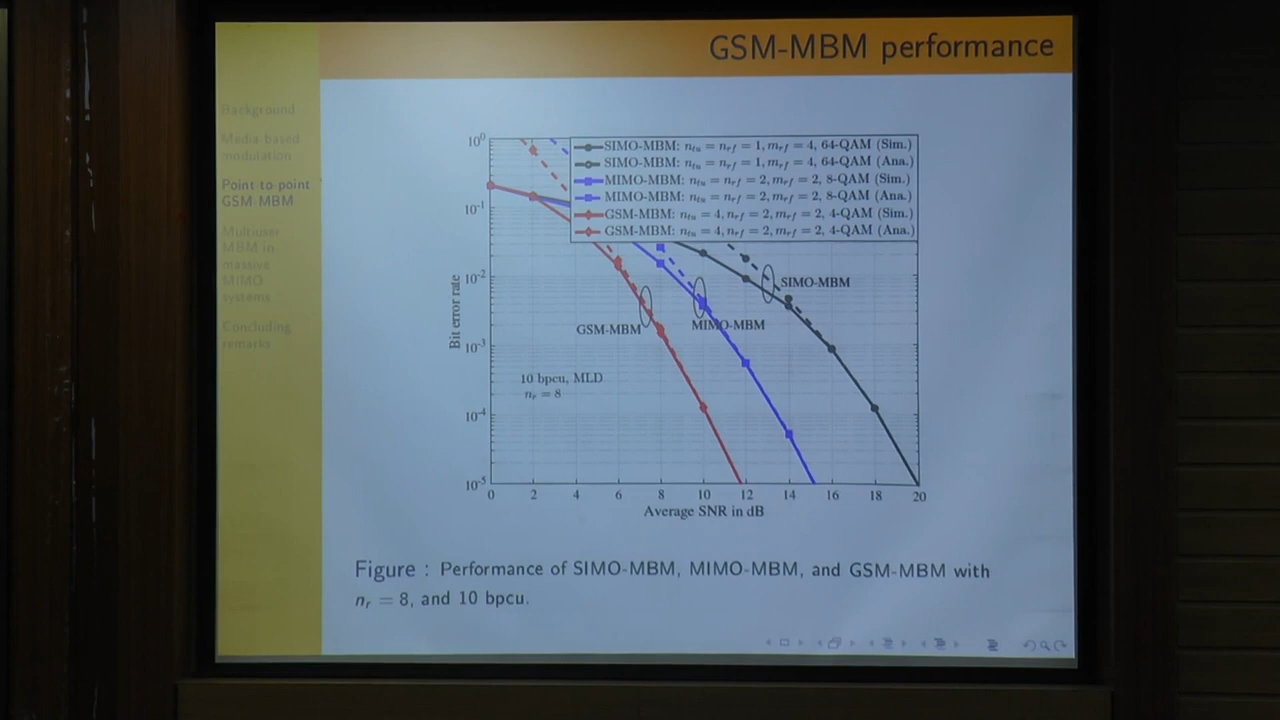 GSM-MBM performance
Background
Media based
modulation
Point-to-point
GSM-MBM
Multiuser
MBM in
massive
MIMO
systems
Concluding
remarks
SIMO-MBM: n_tu = n_rf = 1, m_rf = 4, 64-QAM (Sim.)
SIMO-MBM: n_tu = n_rf = 1, m_rf = 4, 64-QAM (Ana.)
MIMO-MBM: n_tu = n_rf = 2, m_rf = 2, 8-QAM (Sim.)
MIMO-MBM: n_tu = n_rf = 2, m_rf = 2, 8-QAM (Ana.)
GSM-MBM: n_tu = 4, n_rf = 2, m_rf = 2, 4-QAM (Sim.)
GSM-MBM: n_tu = 4, n_rf = 2, m_rf = 2, 4-QAM (Ana.)
10^0
10^-1
10^-2
10^-3
10^-4
10^-5
Bit error rate
SIMO-MBM
MIMO-MBM
GSM-MBM
10 bpcu, MLD
n_r = 8
0 2 4 6 8 10 12 14 16 18 20
Average SNR in dB
Figure : Performance of SIMO-MBM, MIMO-MBM, and GSM-MBM with
n_r = 8, and 10 bpcu.